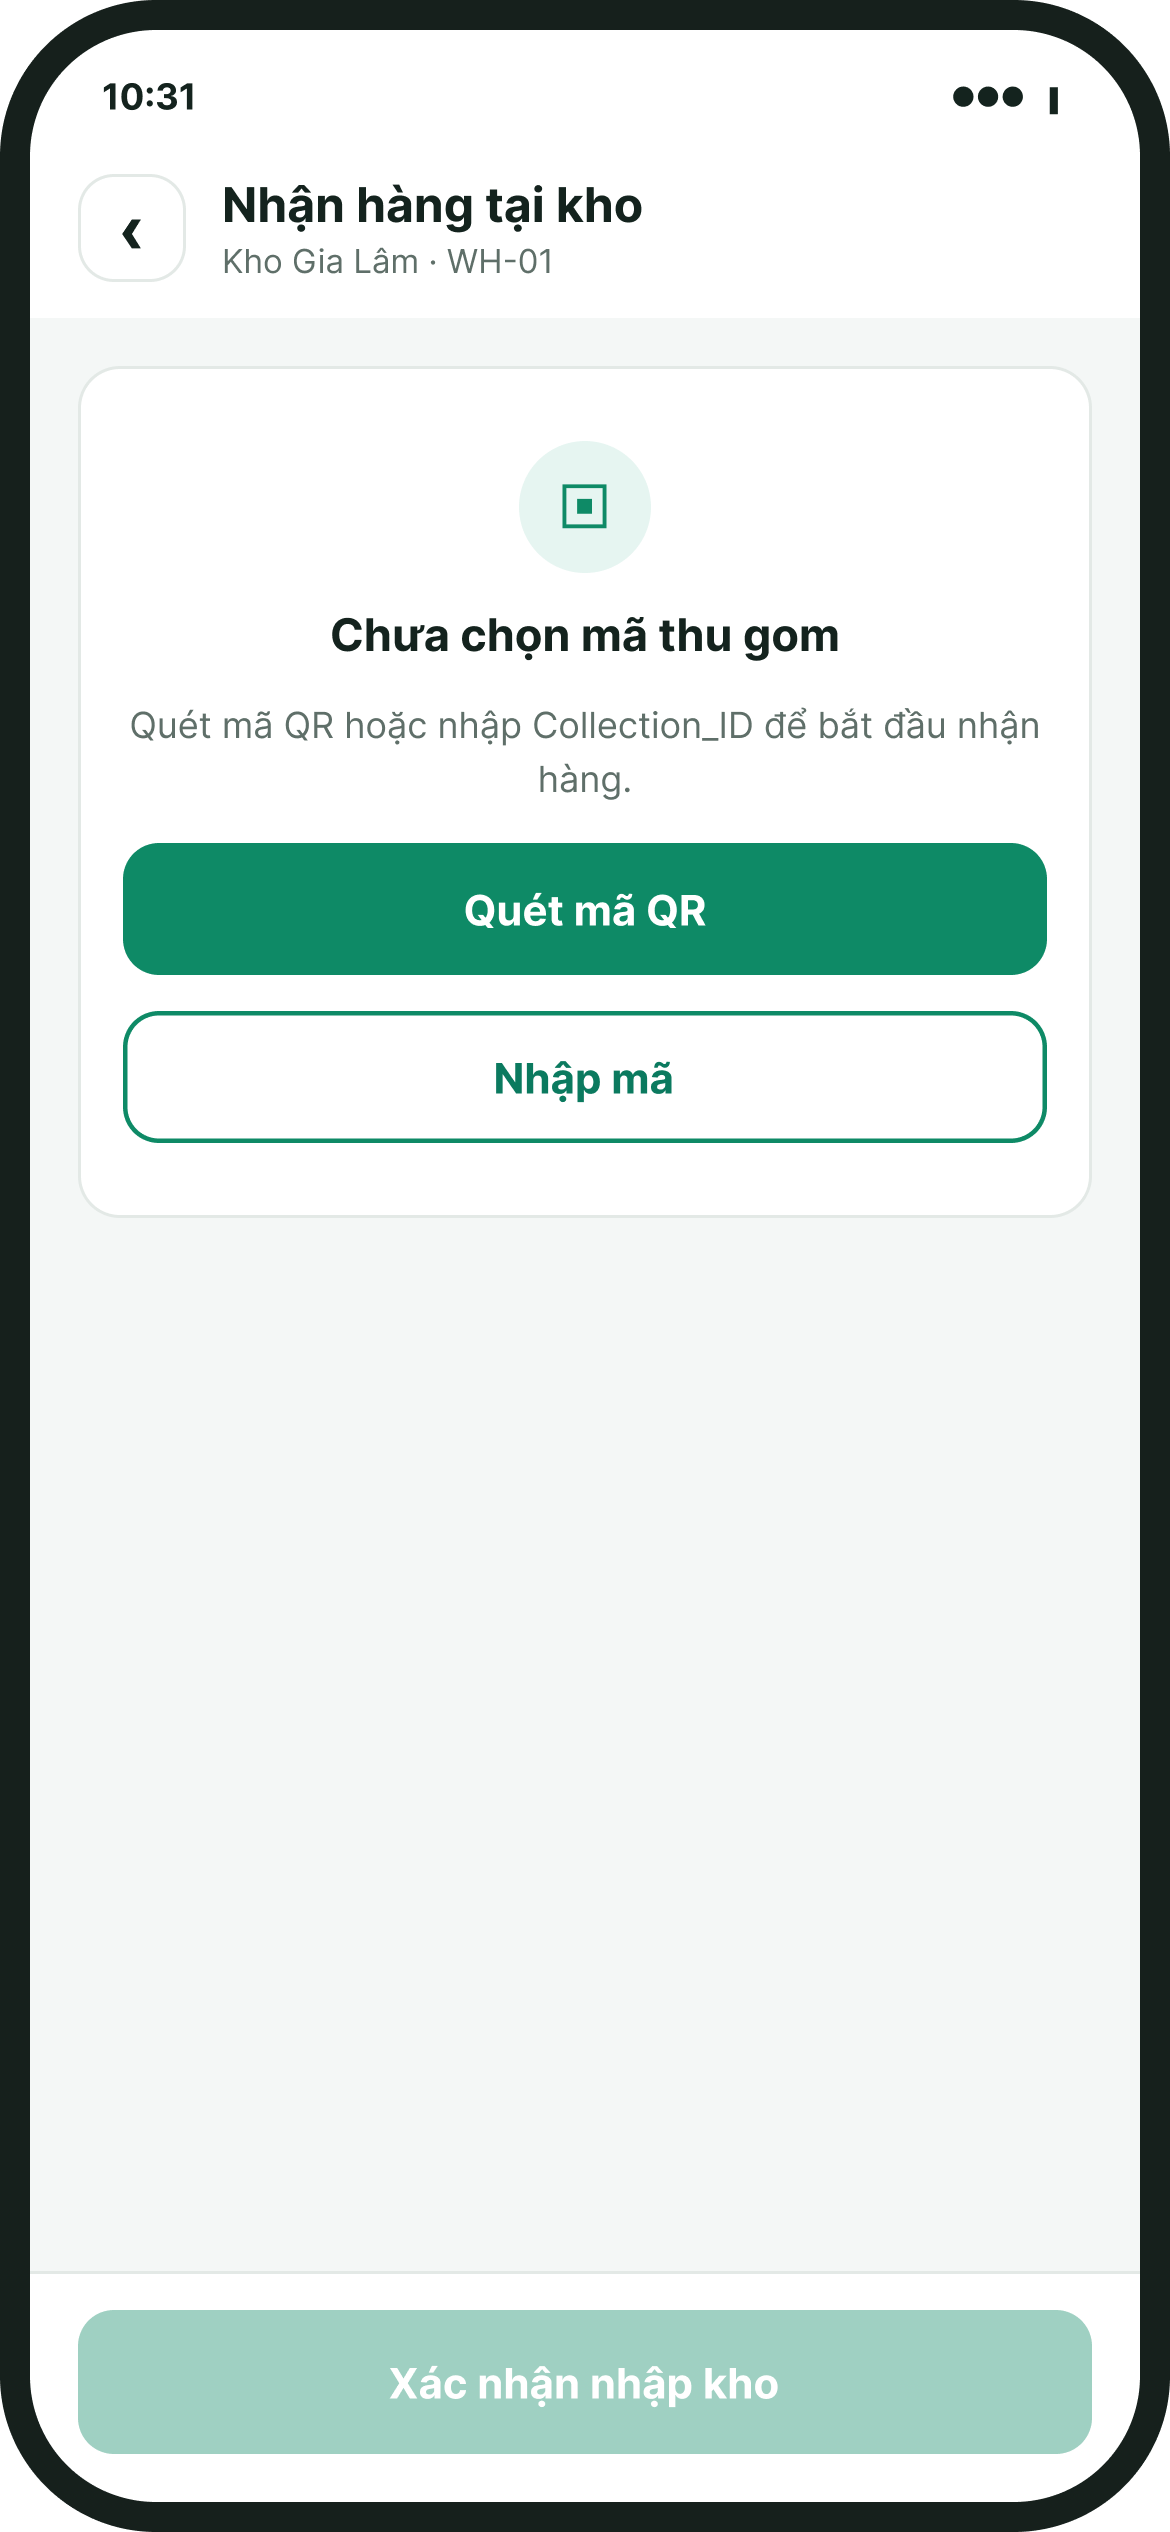 10:31
Nhận hàng tại kho
Kho Gia Lâm · WH-01
Chưa chọn mã thu gom
Quét mã QR hoặc nhập Collection_ID để bắt đầu nhận
hàng.
Quét mã QR
Nhập mã
Xác nhận nhập kho